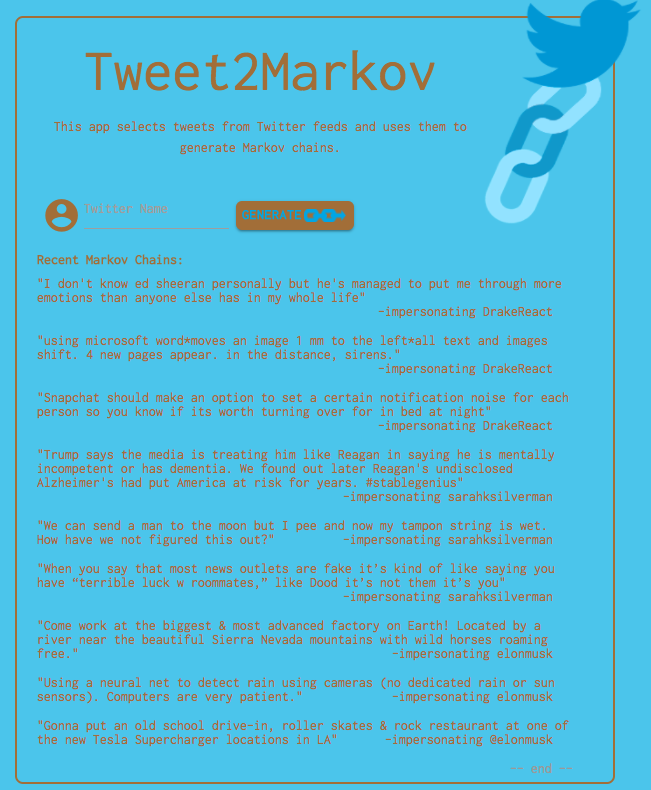 Tweet2Markov
This app selects tweets from Twitter feeds and uses them to
generate Markov chains.
Twitter Name
GENERATE
Recent Markov Chains:
"I don't know ed sheeran personally but he's managed to put me through more
emotions than anyone else has in my whole life"
-impersonating DrakeReact
"using microsoft word*moves an image 1 mm to the left*all text and images
shift. 4 new pages appear. in the distance, sirens."
-impersonating DrakeReact
"Snapchat should make an option to set a certain notification noise for each
person so you know if its worth turning over for in bed at night"
-impersonating DrakeReact
"Trump says the media is treating him like Reagan in saying he is mentally
incompetent or has dementia. We found out later Reagan's undisclosed
Alzheimer's had put America at risk for years. #stablegenius"
-impersonating sarahksilverman
"We can send a man to the moon but I pee and now my tampon string is wet.
How have we not figured this out?" -impersonating sarahksilverman
"When you say that most news outlets are fake it’s kind of like saying you
have “terrible luck w roommates,” like Dood it’s not them it’s you"
-impersonating sarahksilverman
"Come work at the biggest & most advanced factory on Earth! Located by a
river near the beautiful Sierra Nevada mountains with wild horses roaming
free." -impersonating elonmusk
"Using a neural net to detect rain using cameras (no dedicated rain or sun
sensors). Computers are very patient." -impersonating elonmusk
"Gonna put an old school drive-in, roller skates & rock restaurant at one of
the new Tesla Supercharger locations in LA" -impersonating @elonmusk
~~ end ~~